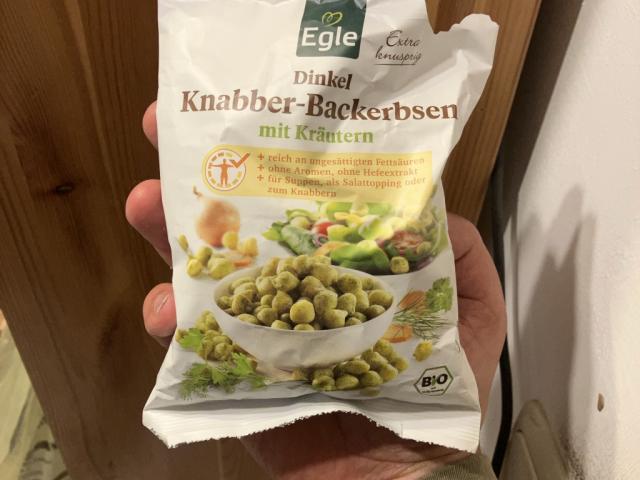 Egle
Extra
knusprig
Dinkel
Knabber-Backerbsen
mit Kräutern
+ reich an ungesättigten Fettsäuren
+ ohne Aromen, ohne Hefeextrakt
+ für Suppen, als Salattopping oder
zum Knabbern
BIO